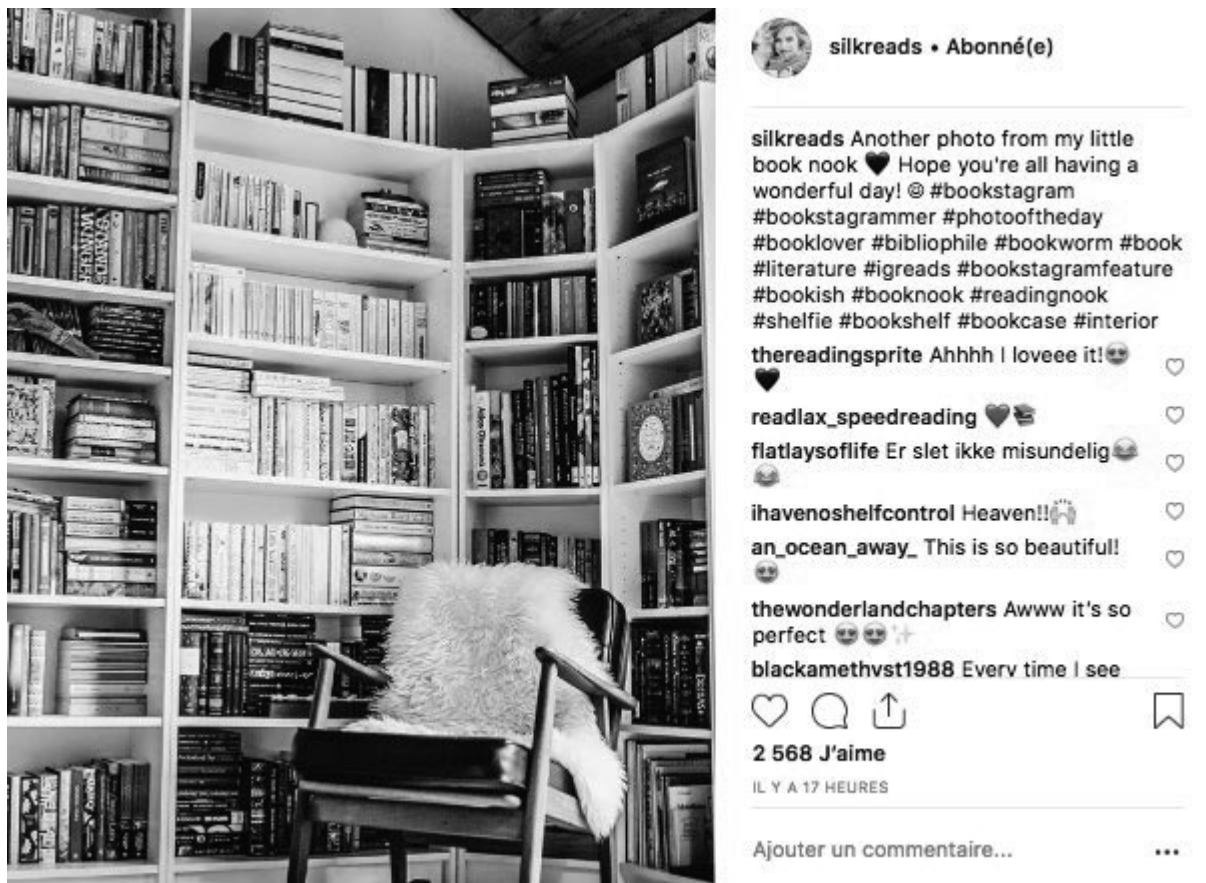 silkreads • Abonné(e)
silkreads Another photo from my little
book nook 🖤 Hope you're all having a
wonderful day! ☺ #bookstagram
#bookstagrammer #photooftheday
#booklover #bibliophile #bookworm #book
#literature #igreads #bookstagramfeature
#bookish #booknook #readingnook
#shelfie #bookshelf #bookcase #interior
thereadingsprite Ahhhh I loveee it!😍
🖤
readlax_speedreading 🖤📚
flatlaysoflife Er slet ikke misundelig😂
😂
ihavenoshelfcontrol Heaven!!🙌
an_ocean_away_ This is so beautiful!
😍
thewonderlandchapters Awww it's so
perfect 😍😍✨
blackamethyst1988 Every time I see
2 568 J'aime
IL Y A 17 HEURES
Ajouter un commentaire...